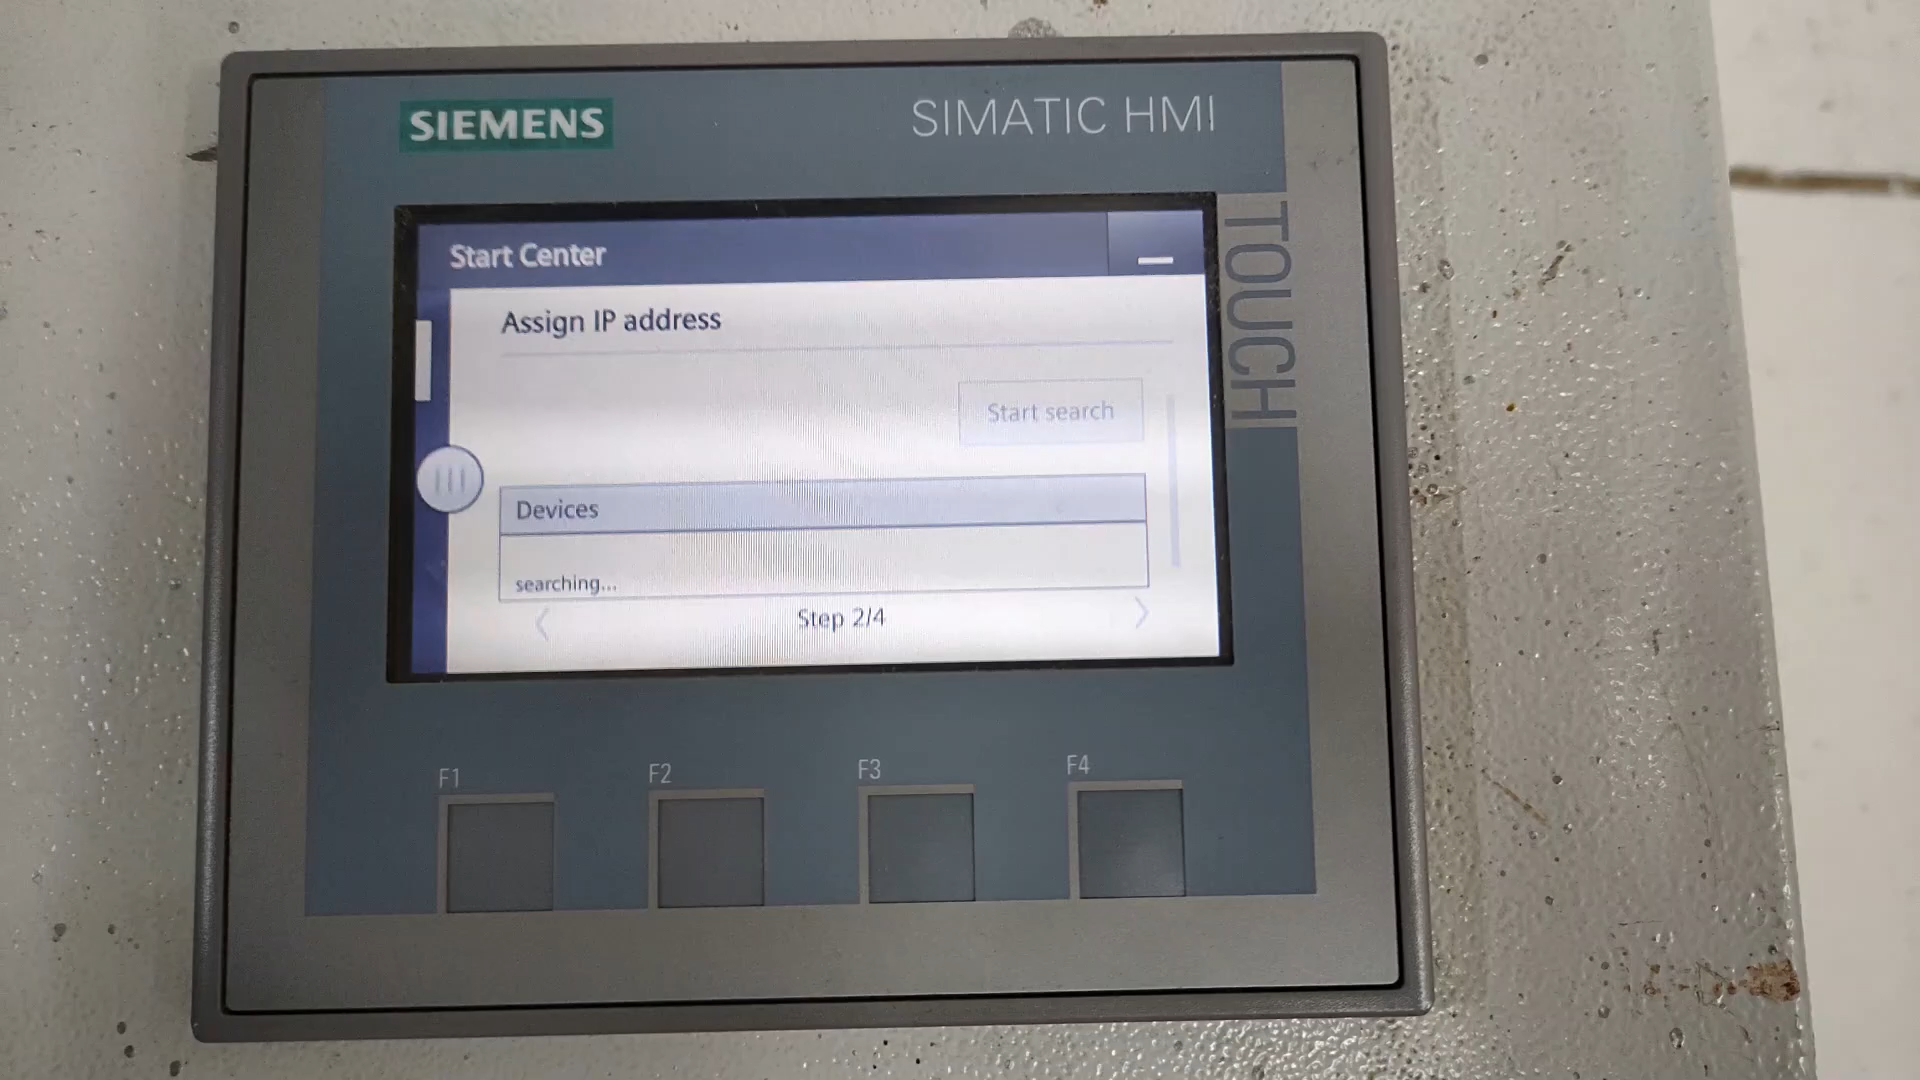 SIEMENS
SIMATIC HMI
TOUCH
Start Center
Assign IP address
Start search
Devices
searching...
Step 2/4
F1
F2
F3
F4